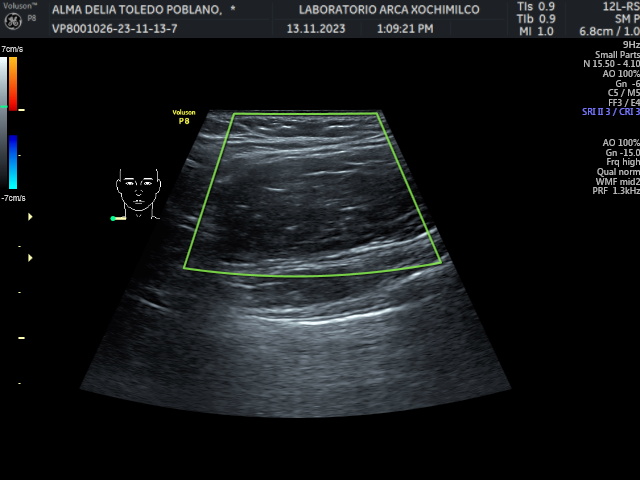 Voluson™
P8
ALMA DELIA TOLEDO POBLANO, *
LABORATORIO ARCA XOCHIMILCO
VP8001026-23-11-13-7
13.11.2023
1:09:21 PM
TIs 0.9
TIb 0.9
MI 1.0
12L-RS
SM P
6.8cm / 1.0
9Hz
Small Parts
N 15.50 - 4.10
AO 100%
Gn -6
C5 / M5
FF3 / E4
SRI II 3 / CRI 3
AO 100%
Gn -15.0
Frq high
Qual norm
WMF mid2
PRF 1.3kHz
7cm/s
-7cm/s
Voluson
P8